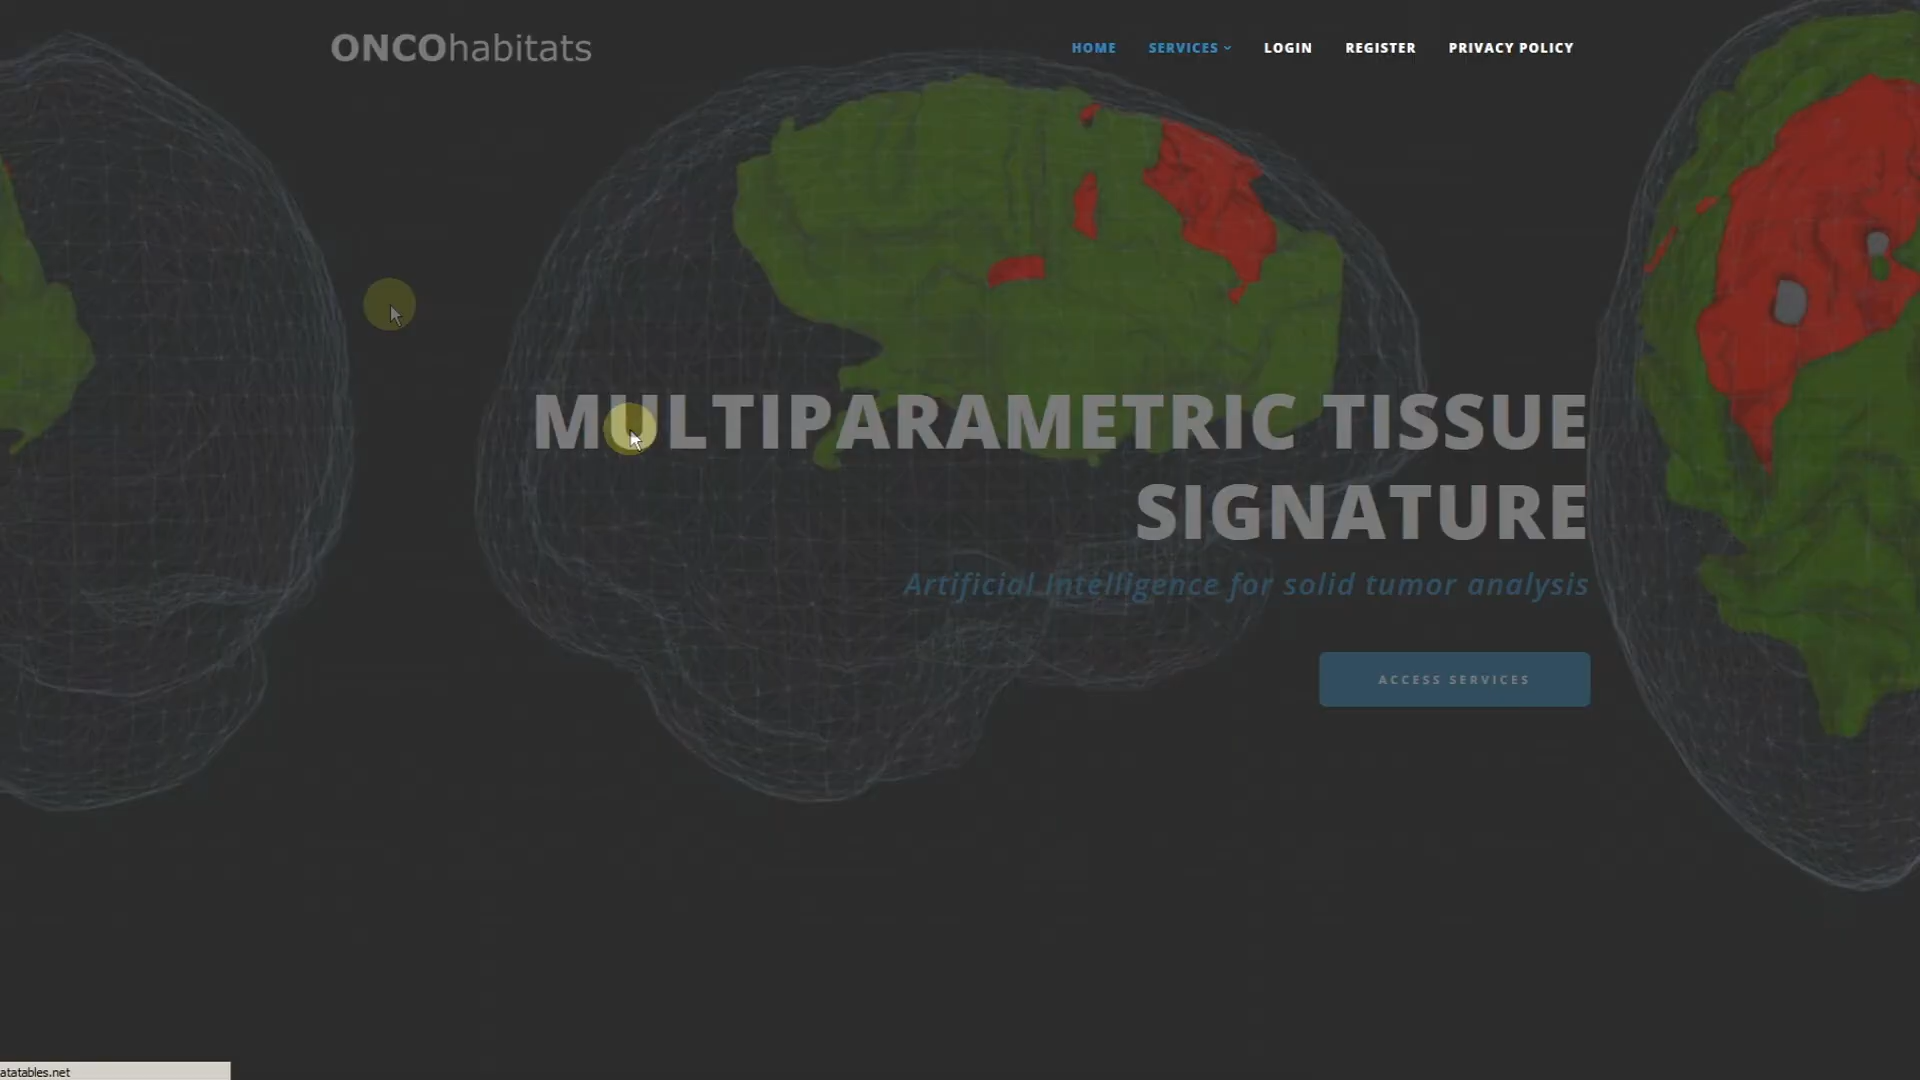 ONCOhabitats
HOME SERVICES LOGIN REGISTER PRIVACY POLICY
MULTIPARAMETRIC TISSUE
SIGNATURE
Artificial Intelligence for solid tumor analysis
ACCESS SERVICES
atatables.net